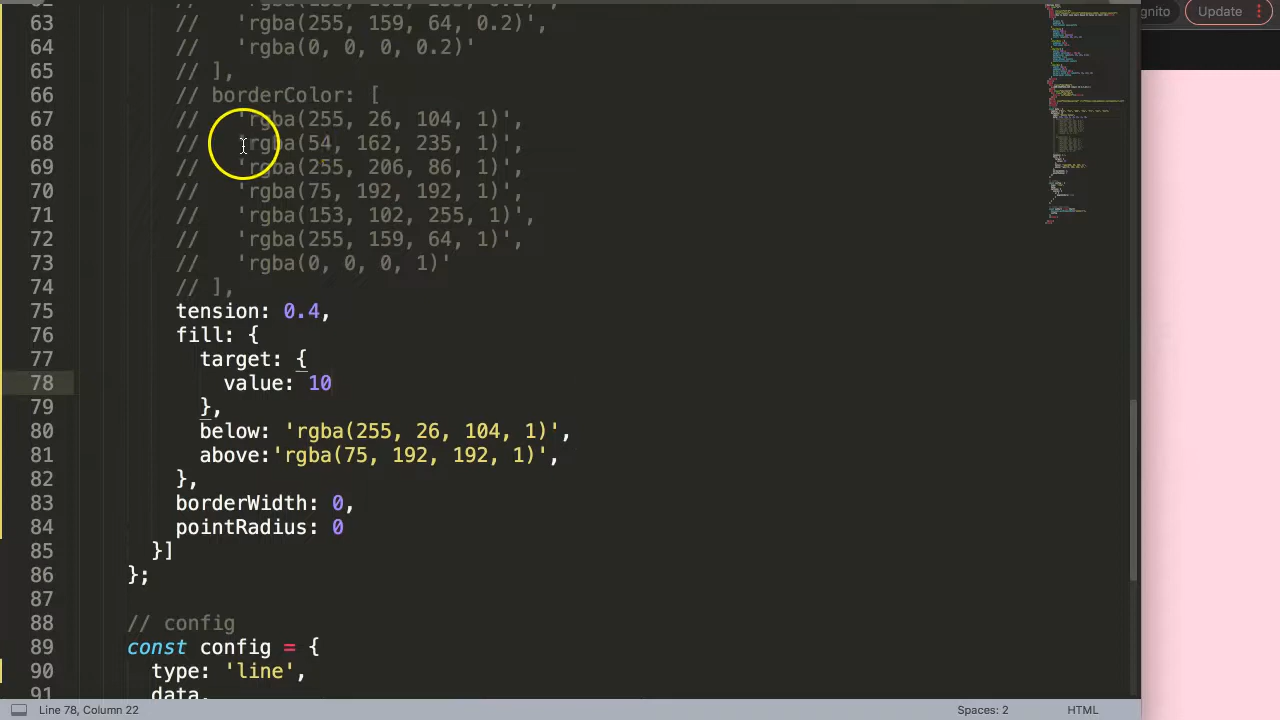 nito
Update
63 // 'rgba(255, 159, 64, 0.2)',
64 // 'rgba(0, 0, 0, 0.2)'
65 // ],
66 // borderColor: [
67 // 'rgba(255, 26, 104, 1)',
68 // 'rgba(54, 162, 235, 1)',
69 // 'rgba(255, 206, 86, 1)',
70 // 'rgba(75, 192, 192, 1)',
71 // 'rgba(153, 102, 255, 1)',
72 // 'rgba(255, 159, 64, 1)',
73 // 'rgba(0, 0, 0, 1)'
74 // ],
75 tension: 0.4,
76 fill: {
77 target: {
78 value: 10
79 },
80 below: 'rgba(255, 26, 104, 1)',
81 above:'rgba(75, 192, 192, 1)',
82 },
83 borderWidth: 0,
84 pointRadius: 0
85 }]
86 };
87
88 // config
89 const config = {
90 type: 'line',
91 data,
Line 78, Column 22
Spaces: 2
HTML